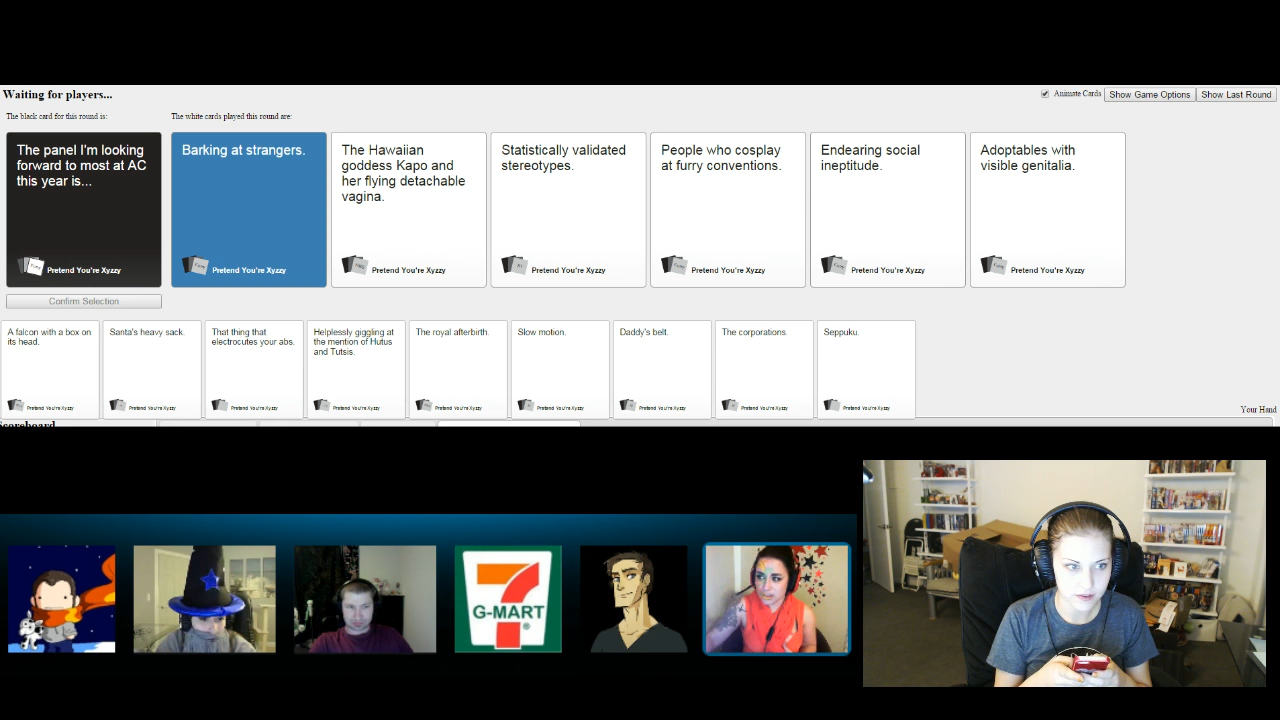 Waiting for players...
Animate Cards
Show Game Options
Show Last Round
The black card for this round is:
The white cards played this round are:
The panel I'm looking
forward to most at AC
this year is...
Pretend You're Xyzzy
Barking at strangers.
Pretend You're Xyzzy
The Hawaiian
goddess Kapo and
her flying detachable
vagina.
Pretend You're Xyzzy
Statistically validated
stereotypes.
Pretend You're Xyzzy
People who cosplay
at furry conventions.
Pretend You're Xyzzy
Endearing social
ineptitude.
Pretend You're Xyzzy
Adoptables with
visible genitalia.
Pretend You're Xyzzy
Confirm Selection
A falcon with a box on
its head.
Pretend You're Xyzzy
Santa's heavy sack.
Pretend You're Xyzzy
That thing that
electrocutes your abs.
Pretend You're Xyzzy
Helplessly giggling at
the mention of Hutus
and Tutsis.
Pretend You're Xyzzy
The royal afterbirth.
Pretend You're Xyzzy
Slow motion.
Pretend You're Xyzzy
Daddy's belt.
Pretend You're Xyzzy
The corporations.
Pretend You're Xyzzy
Seppuku.
Pretend You're Xyzzy
Your Hand
Scoreboard
7
G-MART
®